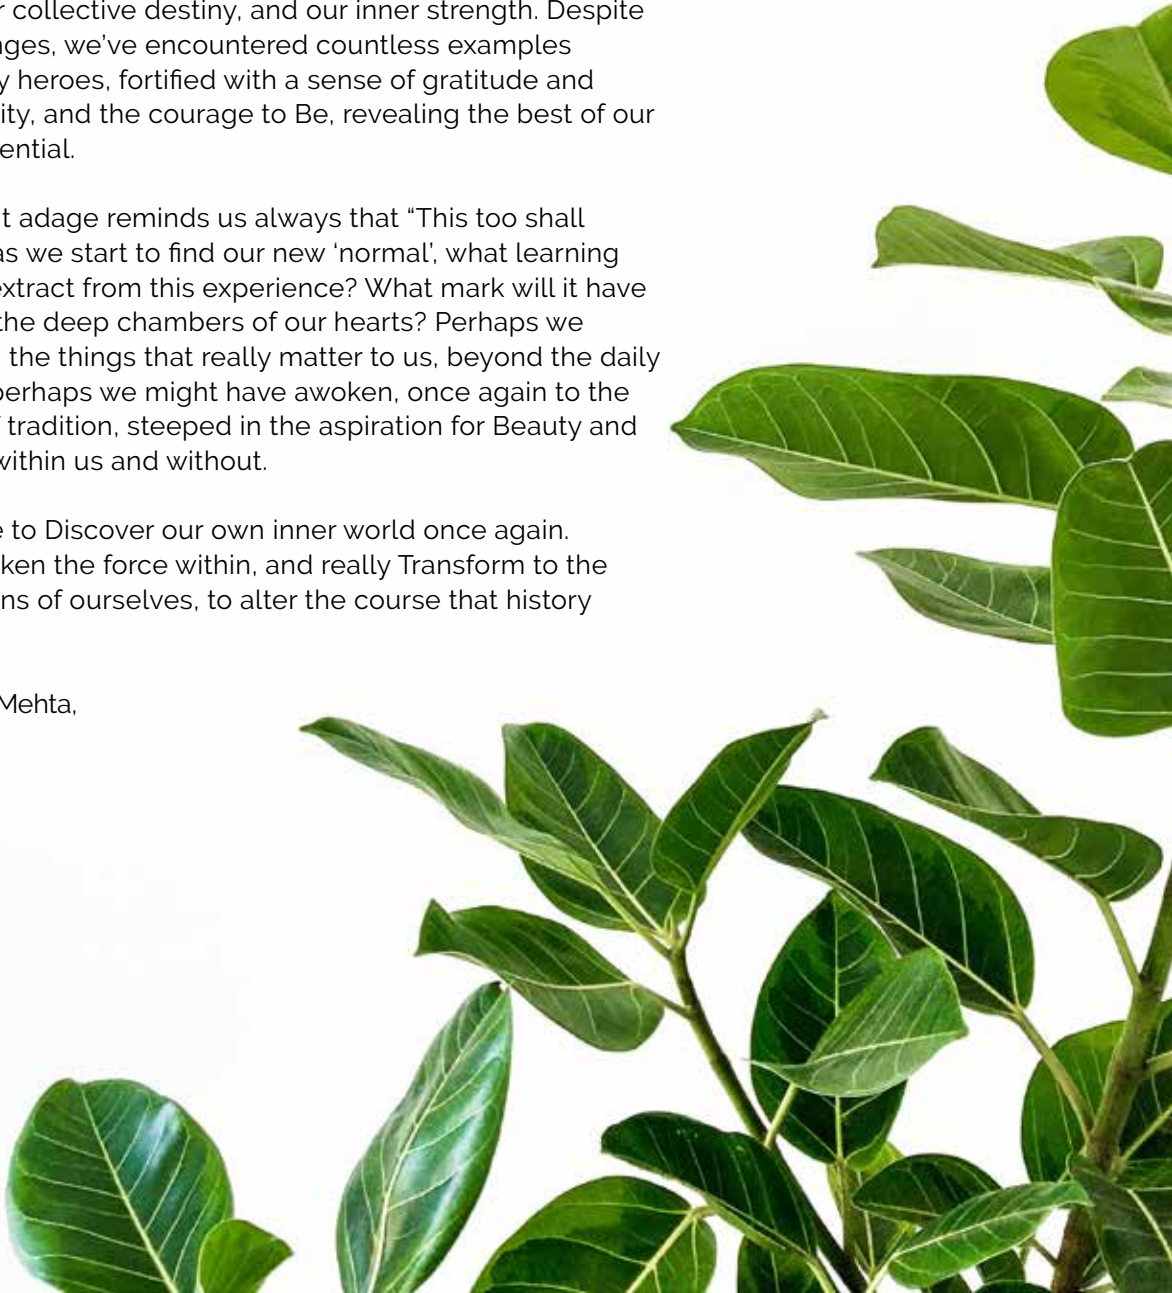 collective destiny, and our inner strength. Despite
we’ve encountered countless examples
heroes, fortified with a sense of gratitude and
and the courage to Be, revealing the best of our

adage reminds us always that “This too shall
as we start to find our new ‘normal’, what learning
extract from this experience? What mark will it have
the deep chambers of our hearts? Perhaps we
the things that really matter to us, beyond the daily
perhaps we might have awoken, once again to the
tradition, steeped in the aspiration for Beauty and
within us and without.

to Discover our own inner world once again.
the force within, and really Transform to the
of ourselves, to alter the course that history

Mehta,